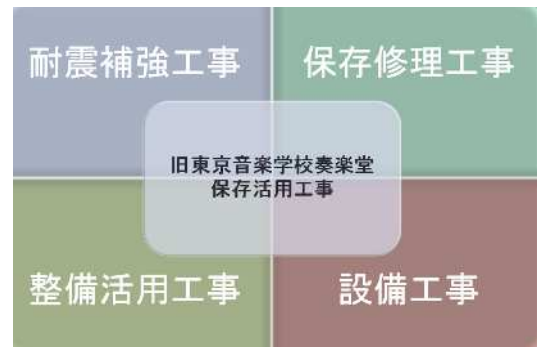 耐震補強工事
保存修理工事
旧東京音楽学校奏楽堂
保存活用工事
整備活用工事
設備工事